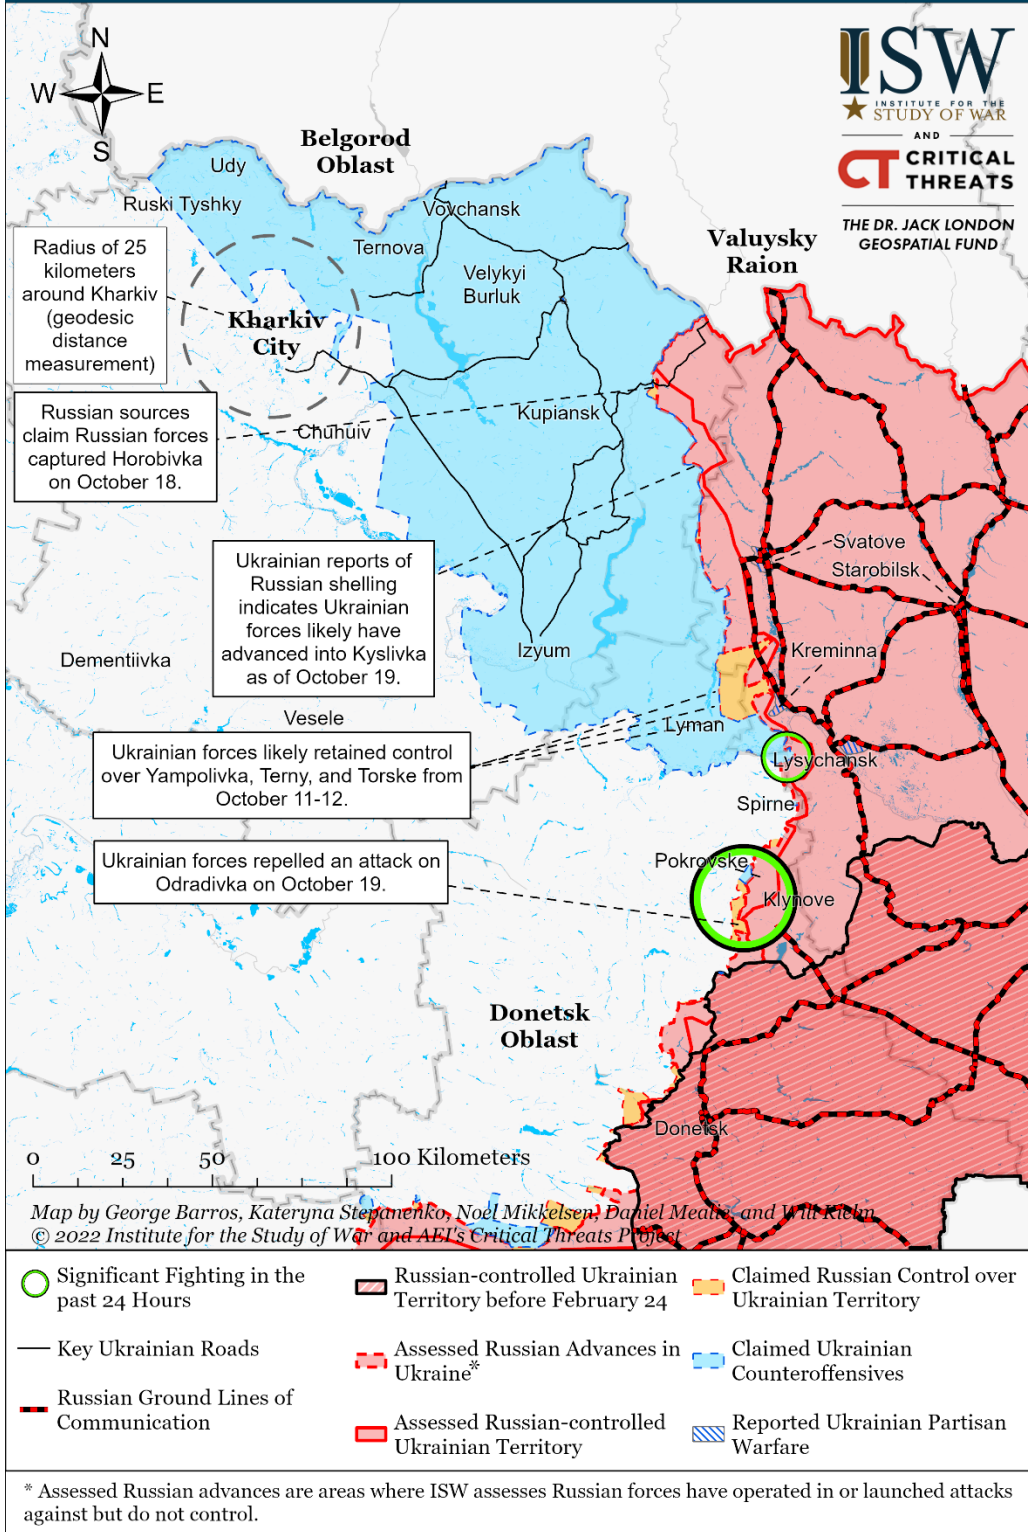 N
W
E
S
ISW
INSTITUTE FOR THE
STUDY OF WAR
AND
CT CRITICAL
THREATS
THE DR. JACK LONDON
GEOSPATIAL FUND
Belgorod
Oblast
Udy
Ruski Tyshky
Vovchansk
Ternova
Valuysky
Raion
Radius of 25
kilometers
around Kharkiv
(geodesic
distance
measurement)
Velykyi
Burluk
Kharkiv
City
Russian sources
claim Russian forces
captured Horobivka
on October 18.
Kupiansk
Chuhuiv
Ukrainian reports of
Russian shelling
indicates Ukrainian
forces likely have
advanced into Kyslivka
as of October 19.
Svatove
Starobilsk
Dementiivka
Izyum
Kreminna
Vesele
Lyman
Ukrainian forces likely retained control
over Yampolivka, Terny, and Torske from
October 11-12.
Lysychansk
Spirne
Ukrainian forces repelled an attack on
Odradivka on October 19.
Pokrovske
Klynove
Donetsk
Oblast
Donetsk
0 25 50 100 Kilometers
Map by George Barros, Kateryna Stepanenko, Noel Mikkelsen, Daniel Mealie, and Will Kielm
© 2022 Institute for the Study of War and AEI's Critical Threats Project
Significant Fighting in the
past 24 Hours
Key Ukrainian Roads
Russian Ground Lines of
Communication
Russian-controlled Ukrainian
Territory before February 24
Assessed Russian Advances in
Ukraine*
Assessed Russian-controlled
Ukrainian Territory
Claimed Russian Control over
Ukrainian Territory
Claimed Ukrainian
Counteroffensives
Reported Ukrainian Partisan
Warfare
* Assessed Russian advances are areas where ISW assesses Russian forces have operated in or launched attacks
against but do not control.